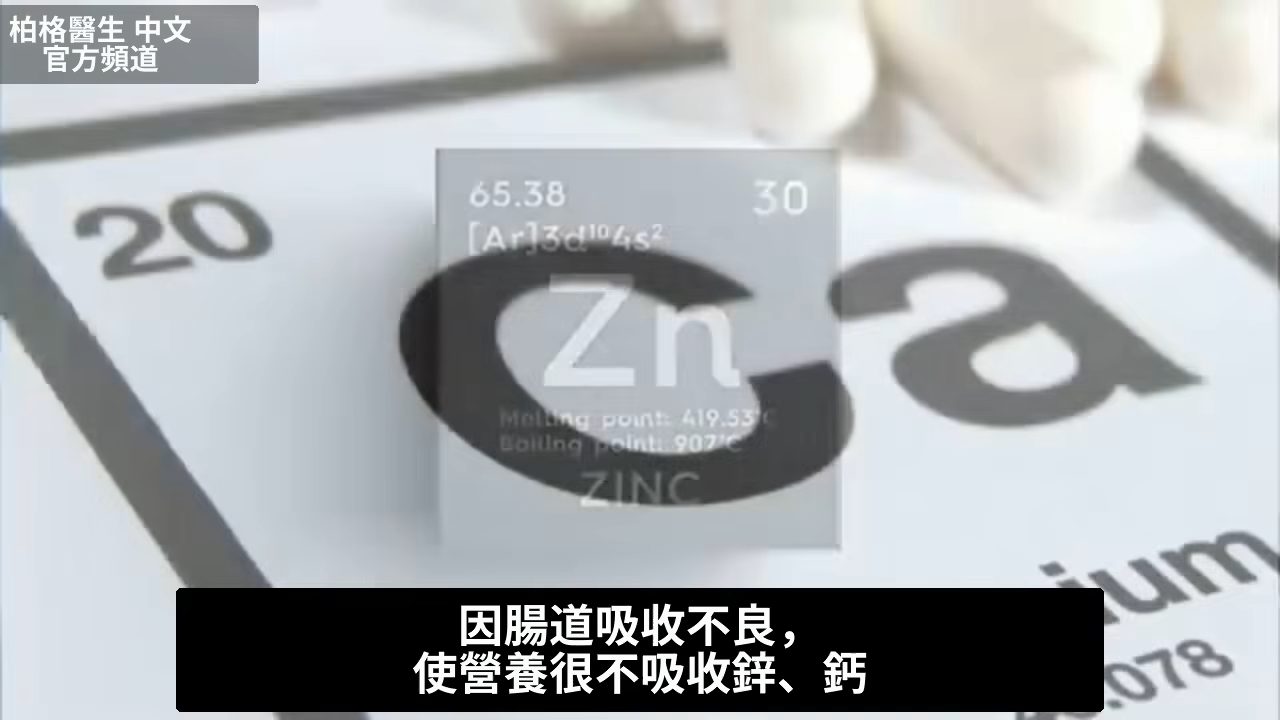 柏格醫生 中文
官方頻道
65.38
30
[Ar]3d¹⁰4s²
20
Zn
Ca
Melting point: 419.53°C
Boiling point: 907°C
ZINC
ium
.078
因腸道吸收不良，
使營養很不吸收鋅、鈣